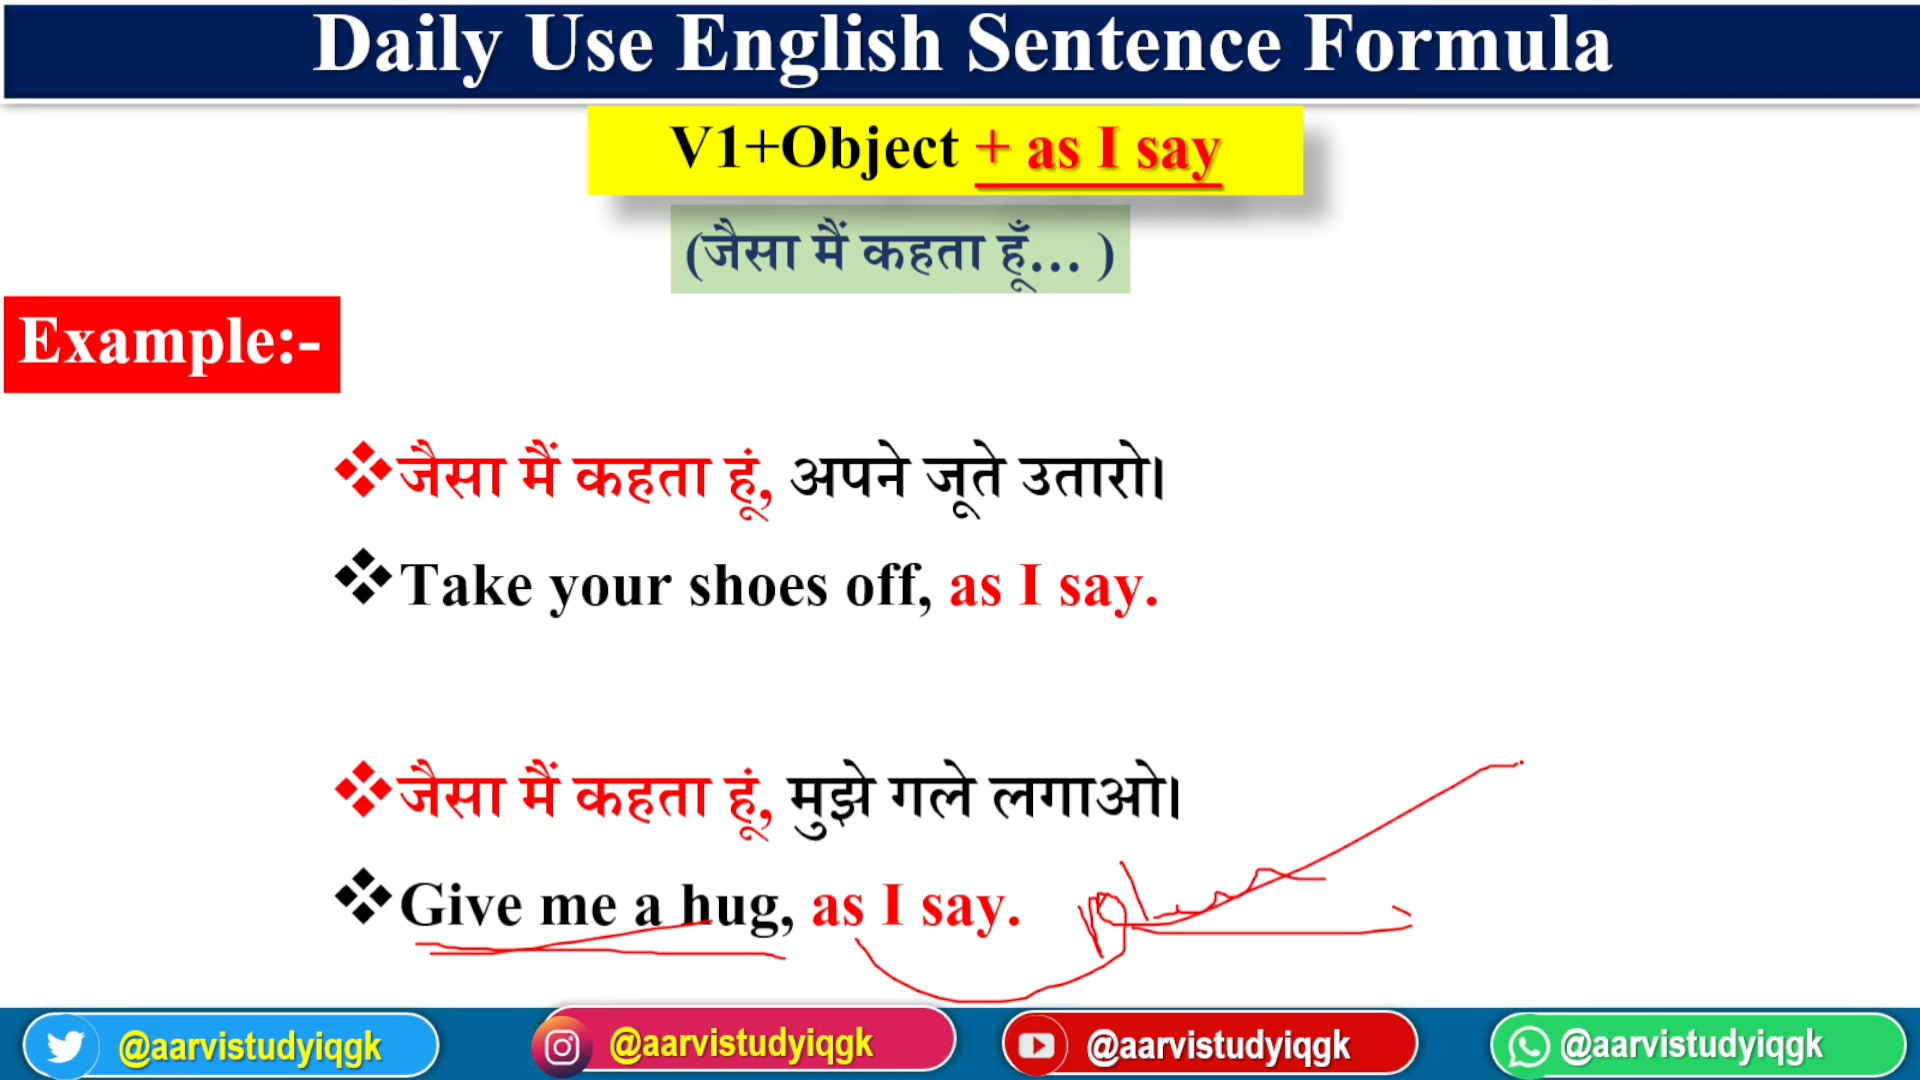 Daily Use English Sentence Formula
V1+Object + as I say
(जैसा मैं कहता हूँ... )
Example:-
जैसा मैं कहता हूं, अपने जूते उतारो।
Take your shoes off, as I say.
जैसा मैं कहता हूं, मुझे गले लगाओ।
Give me a hug, as I say.
@aarvistudyiqgk @aarvistudyiqgk @aarvistudyiqgk @aarvistudyiqgk